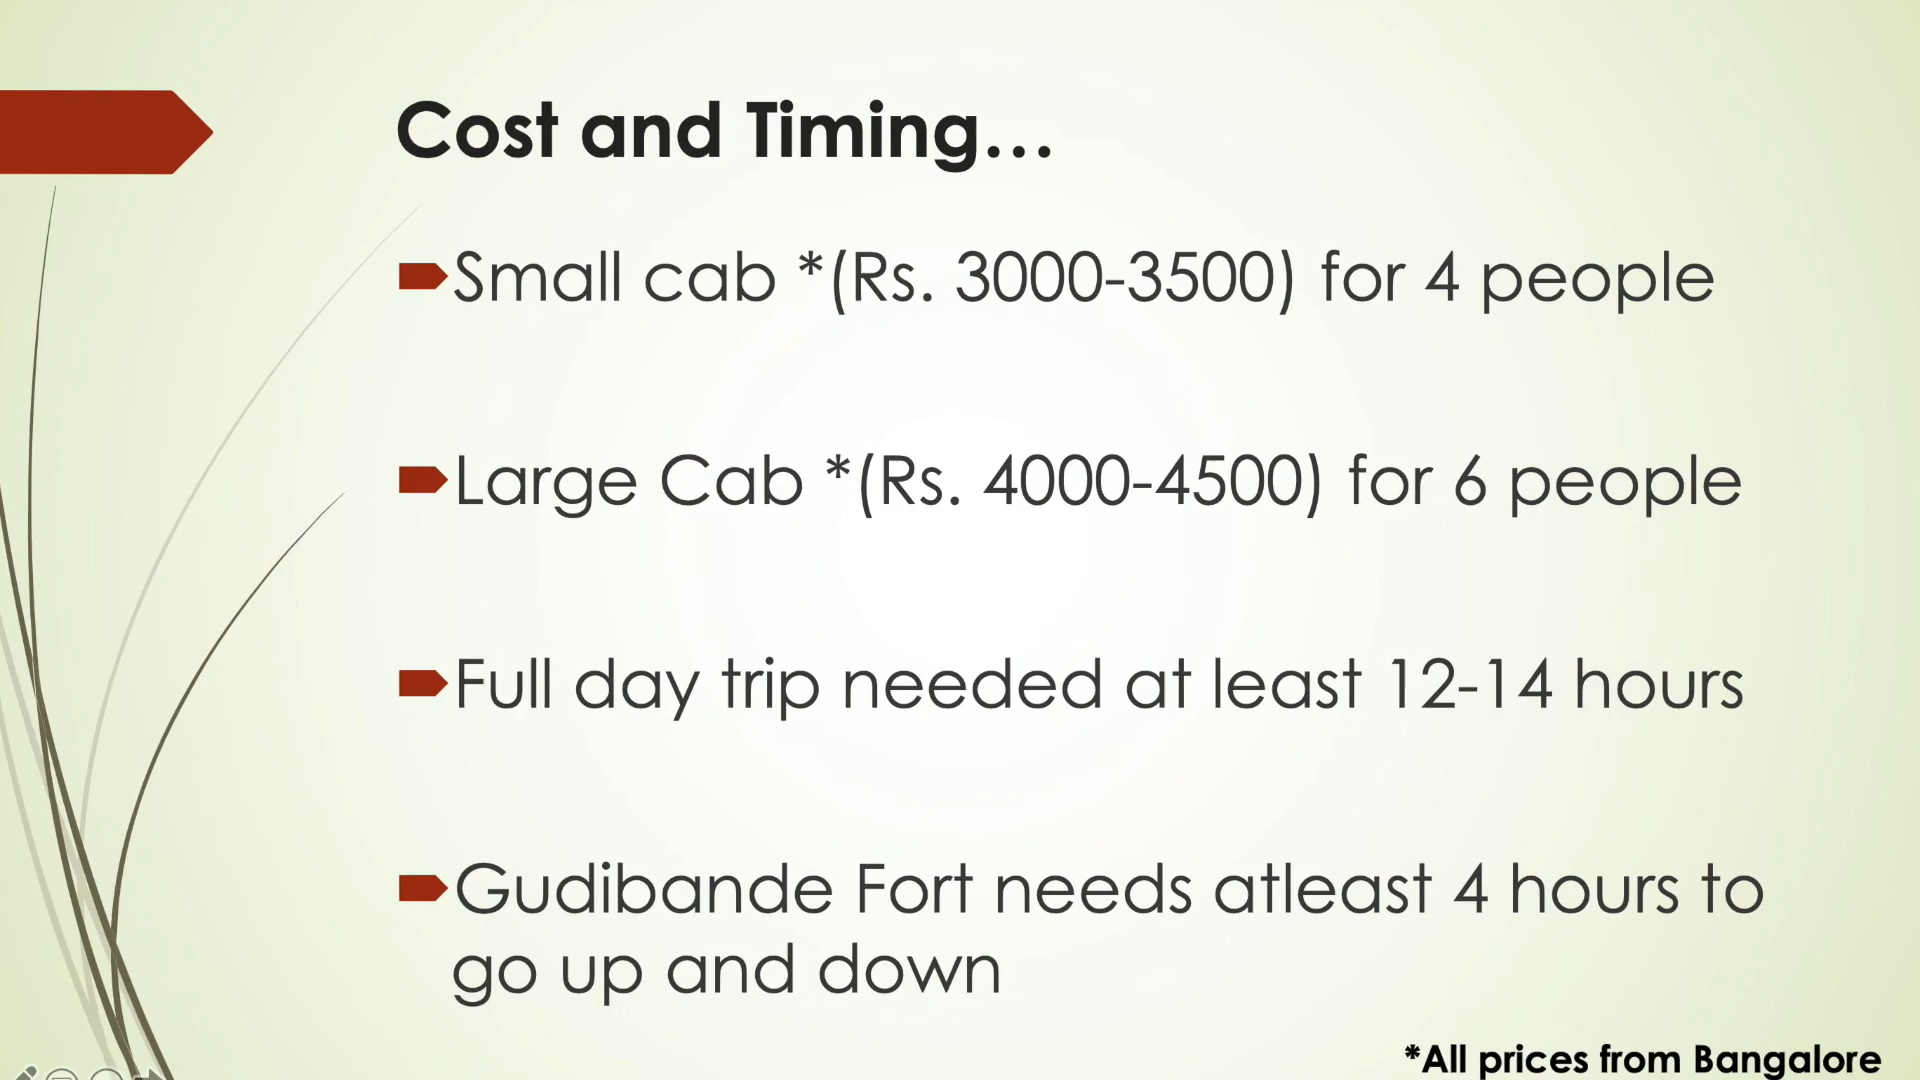 Cost and Timing...
Small cab *(Rs. 3000-3500) for 4 people
Large Cab *(Rs. 4000-4500) for 6 people
Full day trip needed at least 12-14 hours
Gudibande Fort needs atleast 4 hours to
go up and down
*All prices from Bangalore